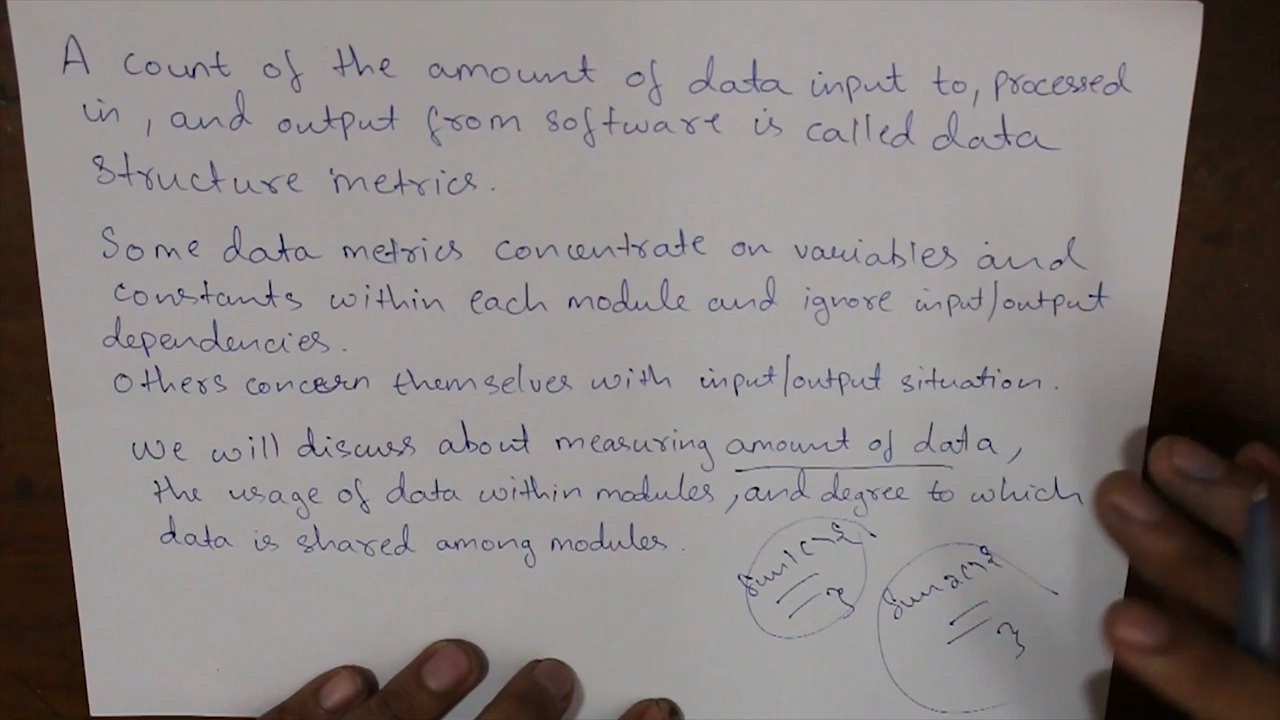 A count of the amount of data input to, processed
in, and output from software is called data
structure metrics.
Some data metrics concentrate on variables and
constants within each module and ignore input/output
dependencies.
Others concern themselves with input/output situation.
We will discuss about measuring amount of data,
the usage of data within modules, and degree to which
data is shared among modules.